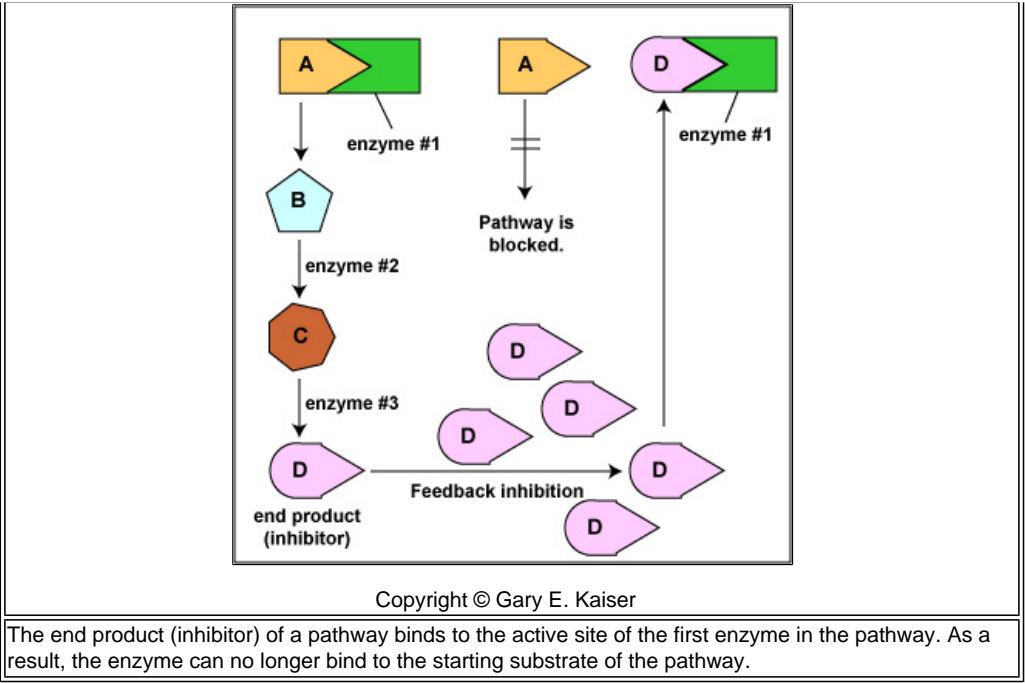 A
enzyme #1
A
D
enzyme #1
B
Pathway is
blocked.
enzyme #2
C
enzyme #3
D
D
D
D
Feedback inhibition
D
D
end product
(inhibitor)
Copyright © Gary E. Kaiser
The end product (inhibitor) of a pathway binds to the active site of the first enzyme in the pathway. As a
result, the enzyme can no longer bind to the starting substrate of the pathway.